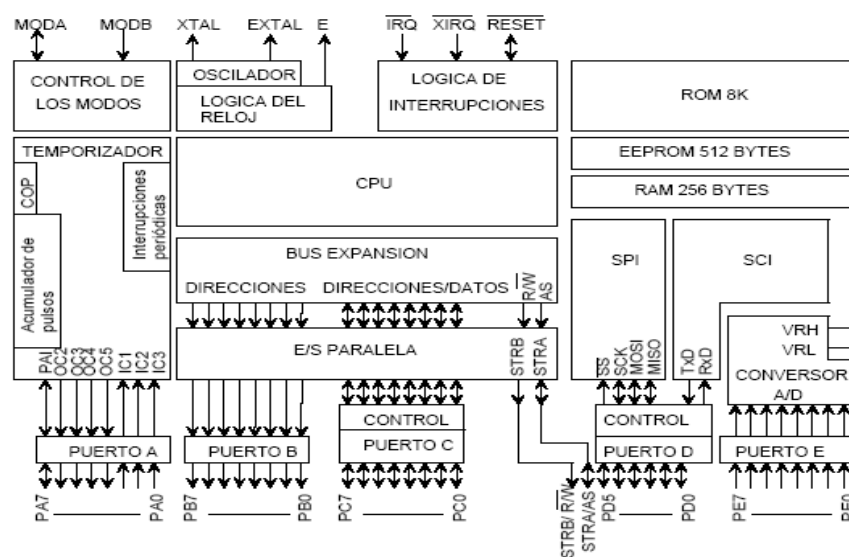 MODA MODB XTAL EXTAL E IRQ XIRQ RESET
CONTROL DE
LOS MODOS
OSCILADOR
LOGICA DEL
RELOJ
LOGICA DE
INTERRUPCIONES
ROM 8K
TEMPORIZADOR
COP
Acumulador de
pulsos
Interrupciones
periódicas
CPU
EEPROM 512 BYTES
RAM 256 BYTES
BUS EXPANSION
DIRECCIONES DIRECCIONES/DATOS
R/W
AS
SPI
SCI
E/S PARALELA
STRB
STRA
VRH
VRL
CONVERSOR
A/D
PAI
OC2
OC3
OC4
OC5
IC1
IC2
IC3
SS
SCK
MOSI
MISO
TxD
RxD
PUERTO A
PUERTO B
CONTROL
PUERTO C
CONTROL
PUERTO D
PUERTO E
PA7
PA0
PB7
PB0
PC7
PC0
STRB/ R/W
STRA/AS
PD5
PD0
PE7
PE0